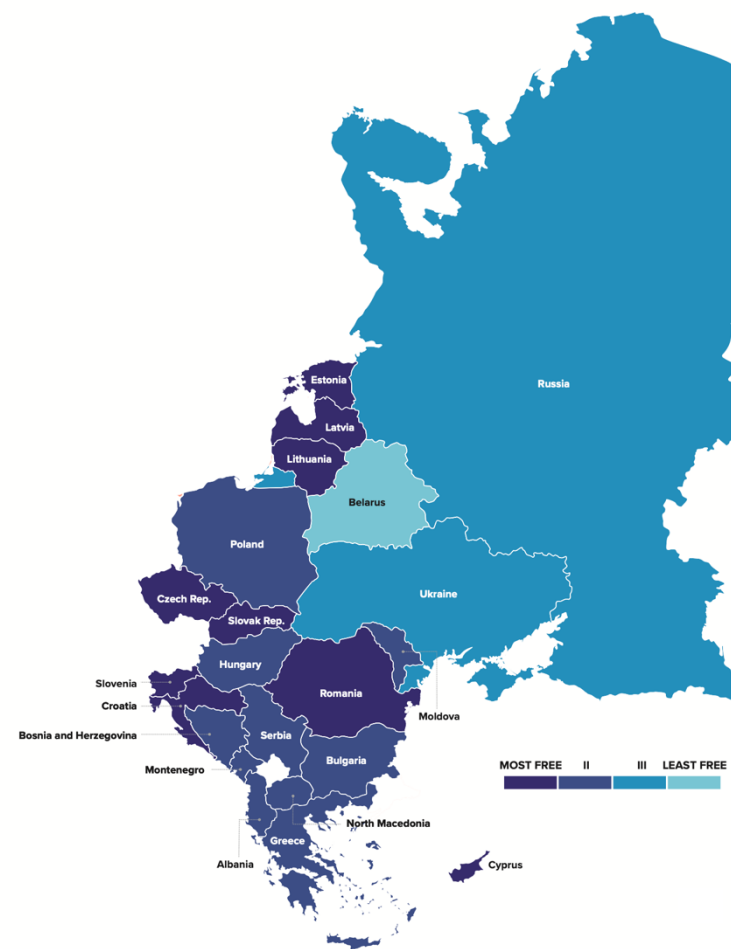 Estonia
Russia
Latvia
Lithuania
Belarus
Poland
Ukraine
Czech Rep.
Slovak Rep.
Hungary
Slovenia
Romania
Croatia
Moldova
Bosnia and Herzegovina
Serbia
Bulgaria
MOST FREE II III LEAST FREE
Montenegro
North Macedonia
Greece
Albania
Cyprus